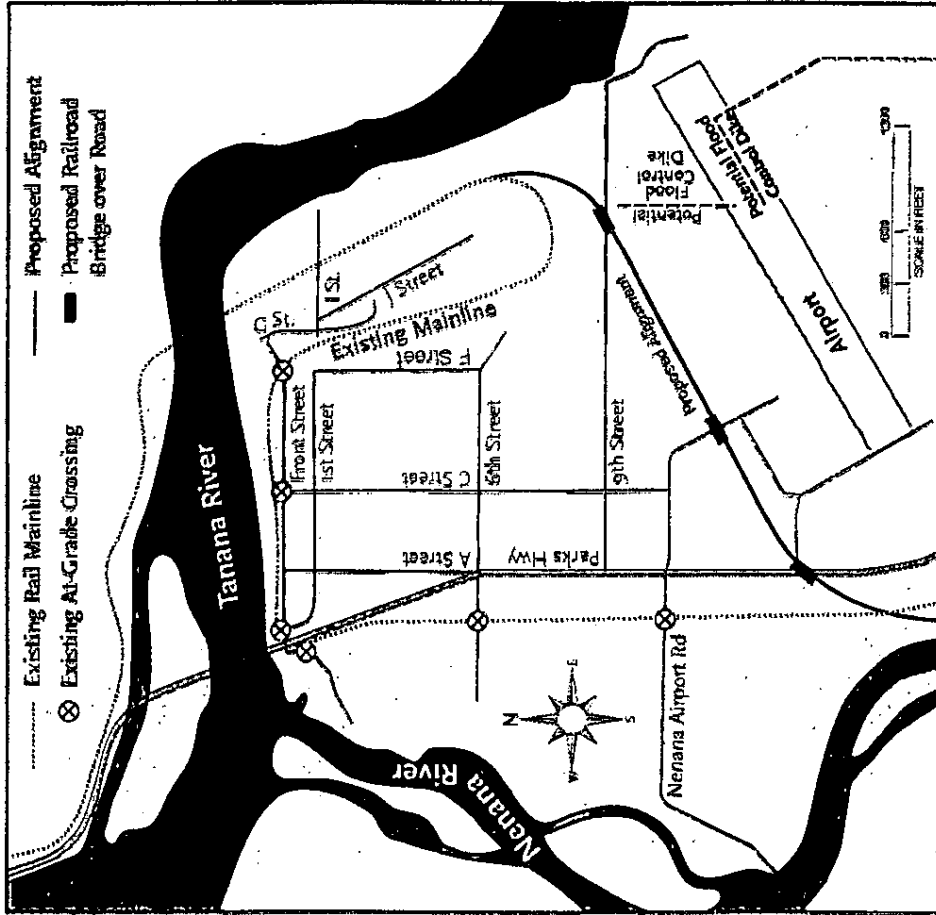 Existing Rail Mainline
Existing At-Grade Crossing
Proposed Alignment
Proposed Railroad
Bridge over Road
Tanana River
G St.
I St.
I Street
Existing Mainline
F Street
Front Street
1st Street
C Street
A Street
5th Street
9th Street
Parks Hwy
Proposed Alignment
Potential
Flood
Control
Dike
Potential Flood
Control Dike
Airport
SCALE IN FEET
N
E
S
W
Nenana Airport Rd
Nenana River